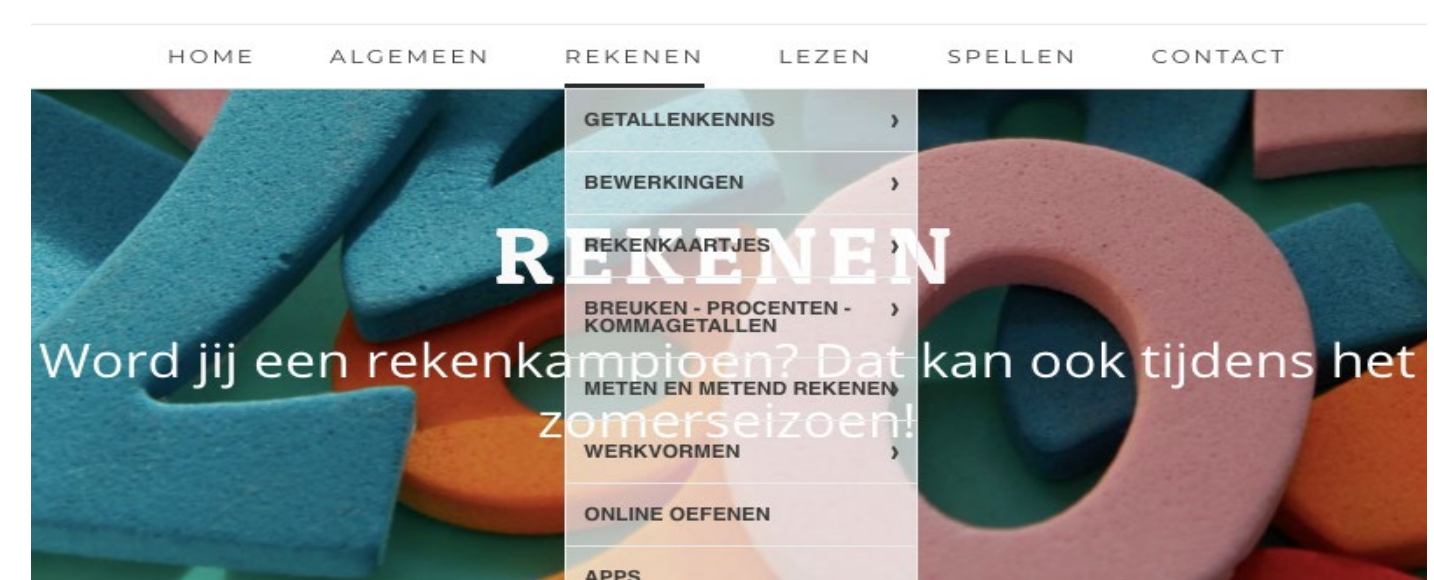 HOME ALGEMEEN REKENEN LEZEN SPELLEN CONTACT
GETALLENKENNIS ›
BEWERKINGEN ›
REKENEN
REKENKAARTJES ›
BREUKEN - PROCENTEN - ›
KOMMAGETALLEN
Word jij een rekenkampioen? Dat kan ook tijdens het
zomerseizoen!
METEN EN METEND REKENEN ›
WERKVORMEN ›
ONLINE OEFENEN
APPS